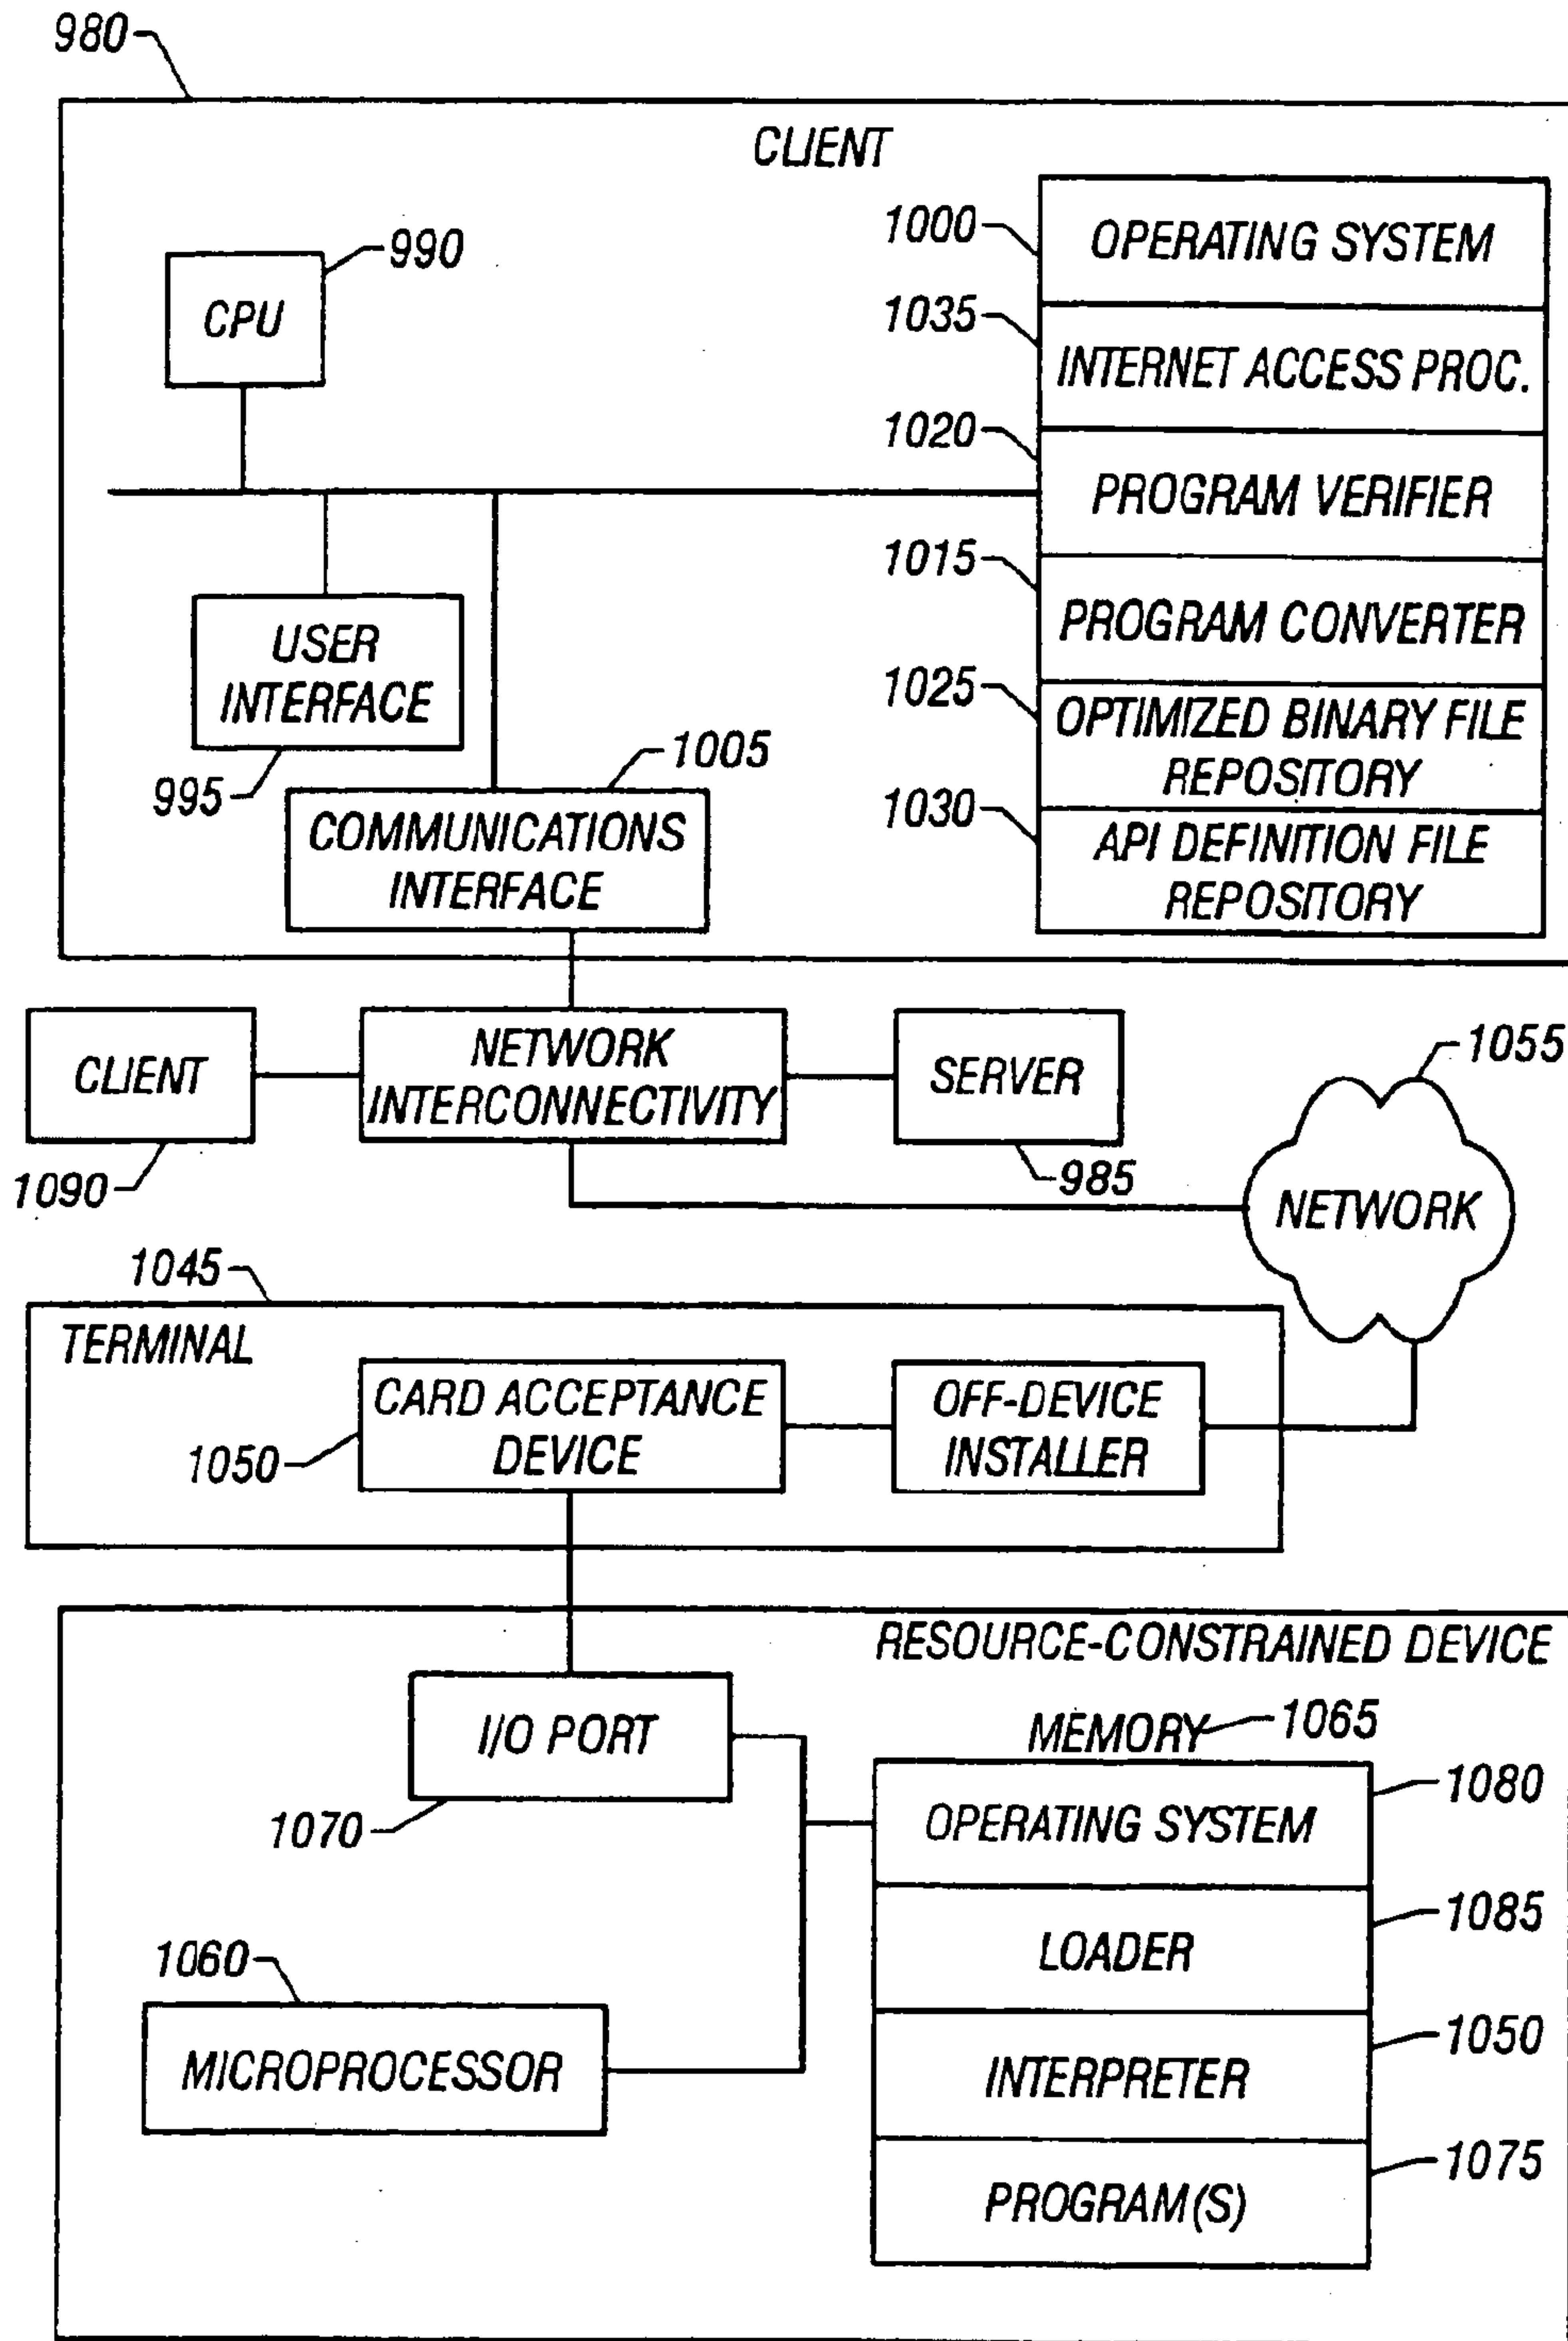 980
CLIENT
990
CPU
1000
OPERATING SYSTEM
1035
INTERNET ACCESS PROC.
1020
PROGRAM VERIFIER
1015
PROGRAM CONVERTER
1025
OPTIMIZED BINARY FILE
REPOSITORY
1030
API DEFINITION FILE
REPOSITORY
USER
INTERFACE
995
1005
COMMUNICATIONS
INTERFACE
CLIENT
1090
NETWORK
INTERCONNECTIVITY
SERVER
985
1055
NETWORK
1045
TERMINAL
CARD ACCEPTANCE
DEVICE
1050
OFF-DEVICE
INSTALLER
RESOURCE-CONSTRAINED DEVICE
I/O PORT
1070
MEMORY
1065
OPERATING SYSTEM
1080
LOADER
1085
1060
MICROPROCESSOR
INTERPRETER
1050
PROGRAM(S)
1075